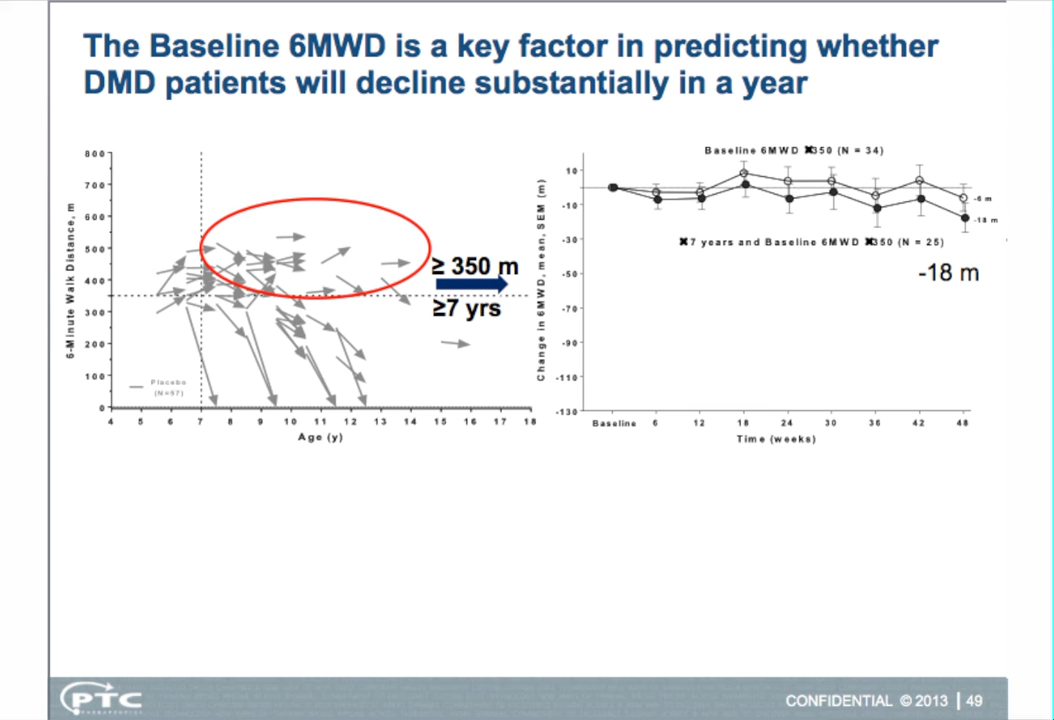 The Baseline 6MWD is a key factor in predicting whether
DMD patients will decline substantially in a year
800
700
600
500
400
300
200
100
0
6-Minute Walk Distance, m
Placebo
(N=57)
4 5 6 7 8 9 10 11 12 13 14 15 16 17 18
Age (y)
≥ 350 m
≥7 yrs
Baseline 6MWD ✖350 (N = 34)
10
-10
-30
-50
-70
-90
-110
-130
Change in 6MWD, mean, SEM (m)
-6 m
-18 m
✖7 years and Baseline 6MWD ✖350 (N = 25)
-18 m
Baseline 6 12 18 24 30 36 42 48
Time (weeks)
PTC
THERAPEUTICS
CONFIDENTIAL © 2013 | 49